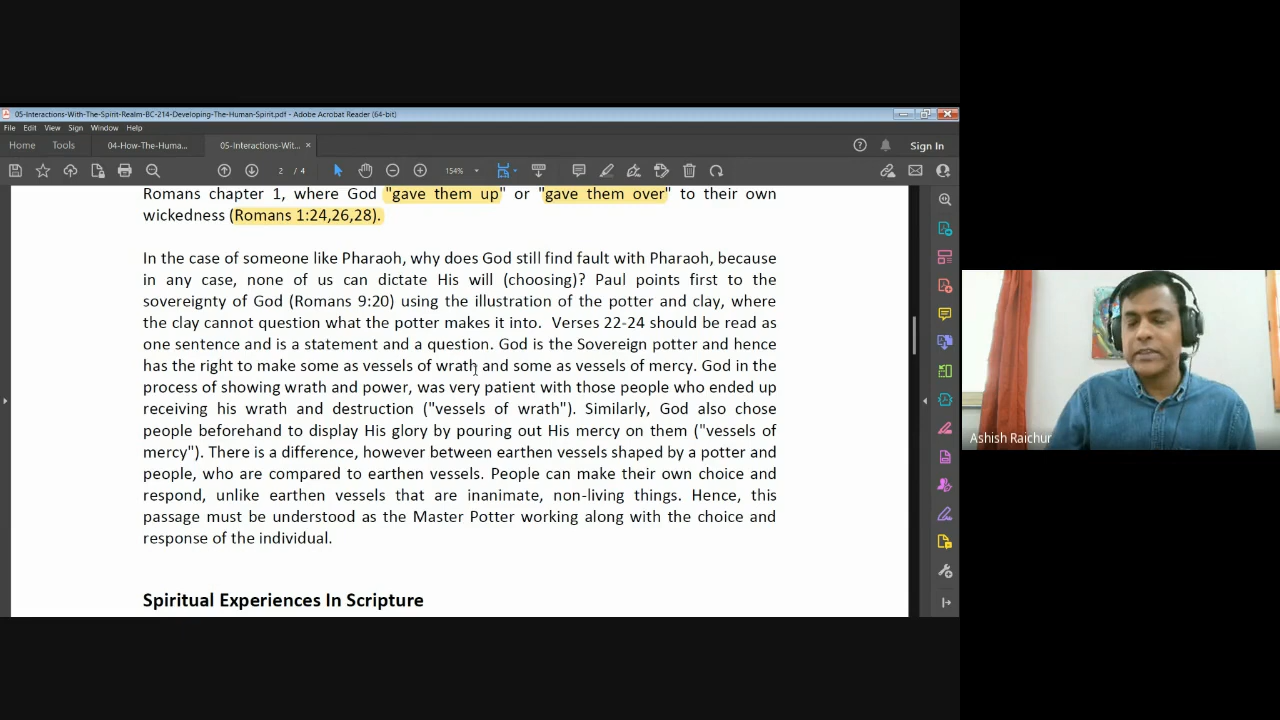 05-Interactions-With-The-Spirit-Realm-BC-214-Developing-The-Human-Spirit.pdf - Adobe Acrobat Reader (64-bit)
File Edit View Sign Window Help
Home Tools 04-How-The-Huma... 05-Interactions-Wit... × Sign In
2 / 4 154%
Romans chapter 1, where God "gave them up" or "gave them over" to their own
wickedness (Romans 1:24,26,28).
In the case of someone like Pharaoh, why does God still find fault with Pharaoh, because
in any case, none of us can dictate His will (choosing)? Paul points first to the
sovereignty of God (Romans 9:20) using the illustration of the potter and clay, where
the clay cannot question what the potter makes it into. Verses 22-24 should be read as
one sentence and is a statement and a question. God is the Sovereign potter and hence
has the right to make some as vessels of wrath and some as vessels of mercy. God in the
process of showing wrath and power, was very patient with those people who ended up
receiving his wrath and destruction ("vessels of wrath"). Similarly, God also chose
people beforehand to display His glory by pouring out His mercy on them ("vessels of
mercy"). There is a difference, however between earthen vessels shaped by a potter and
people, who are compared to earthen vessels. People can make their own choice and
respond, unlike earthen vessels that are inanimate, non-living things. Hence, this
passage must be understood as the Master Potter working along with the choice and
response of the individual.
Spiritual Experiences In Scripture
Ashish Raichur